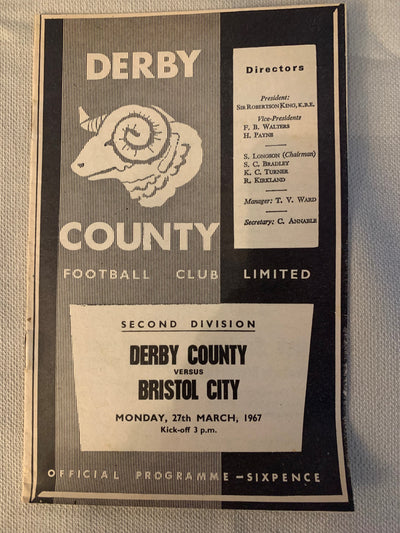 DERBY
COUNTY
FOOTBALL CLUB LIMITED
Directors
President:
SIR ROBERTSON KING, K.B.E.
Vice-Presidents
F. B. WALTERS
H. PAYNE
S. LONGSON (Chairman)
S. C. BRADLEY
K. C. TURNER
R. KIRKLAND
Manager: T. V. WARD
Secretary: C. ANNABLE
SECOND DIVISION
DERBY COUNTY
VERSUS
BRISTOL CITY
MONDAY, 27th MARCH, 1967
Kick-off 3 p.m.
OFFICIAL PROGRAMME – SIXPENCE